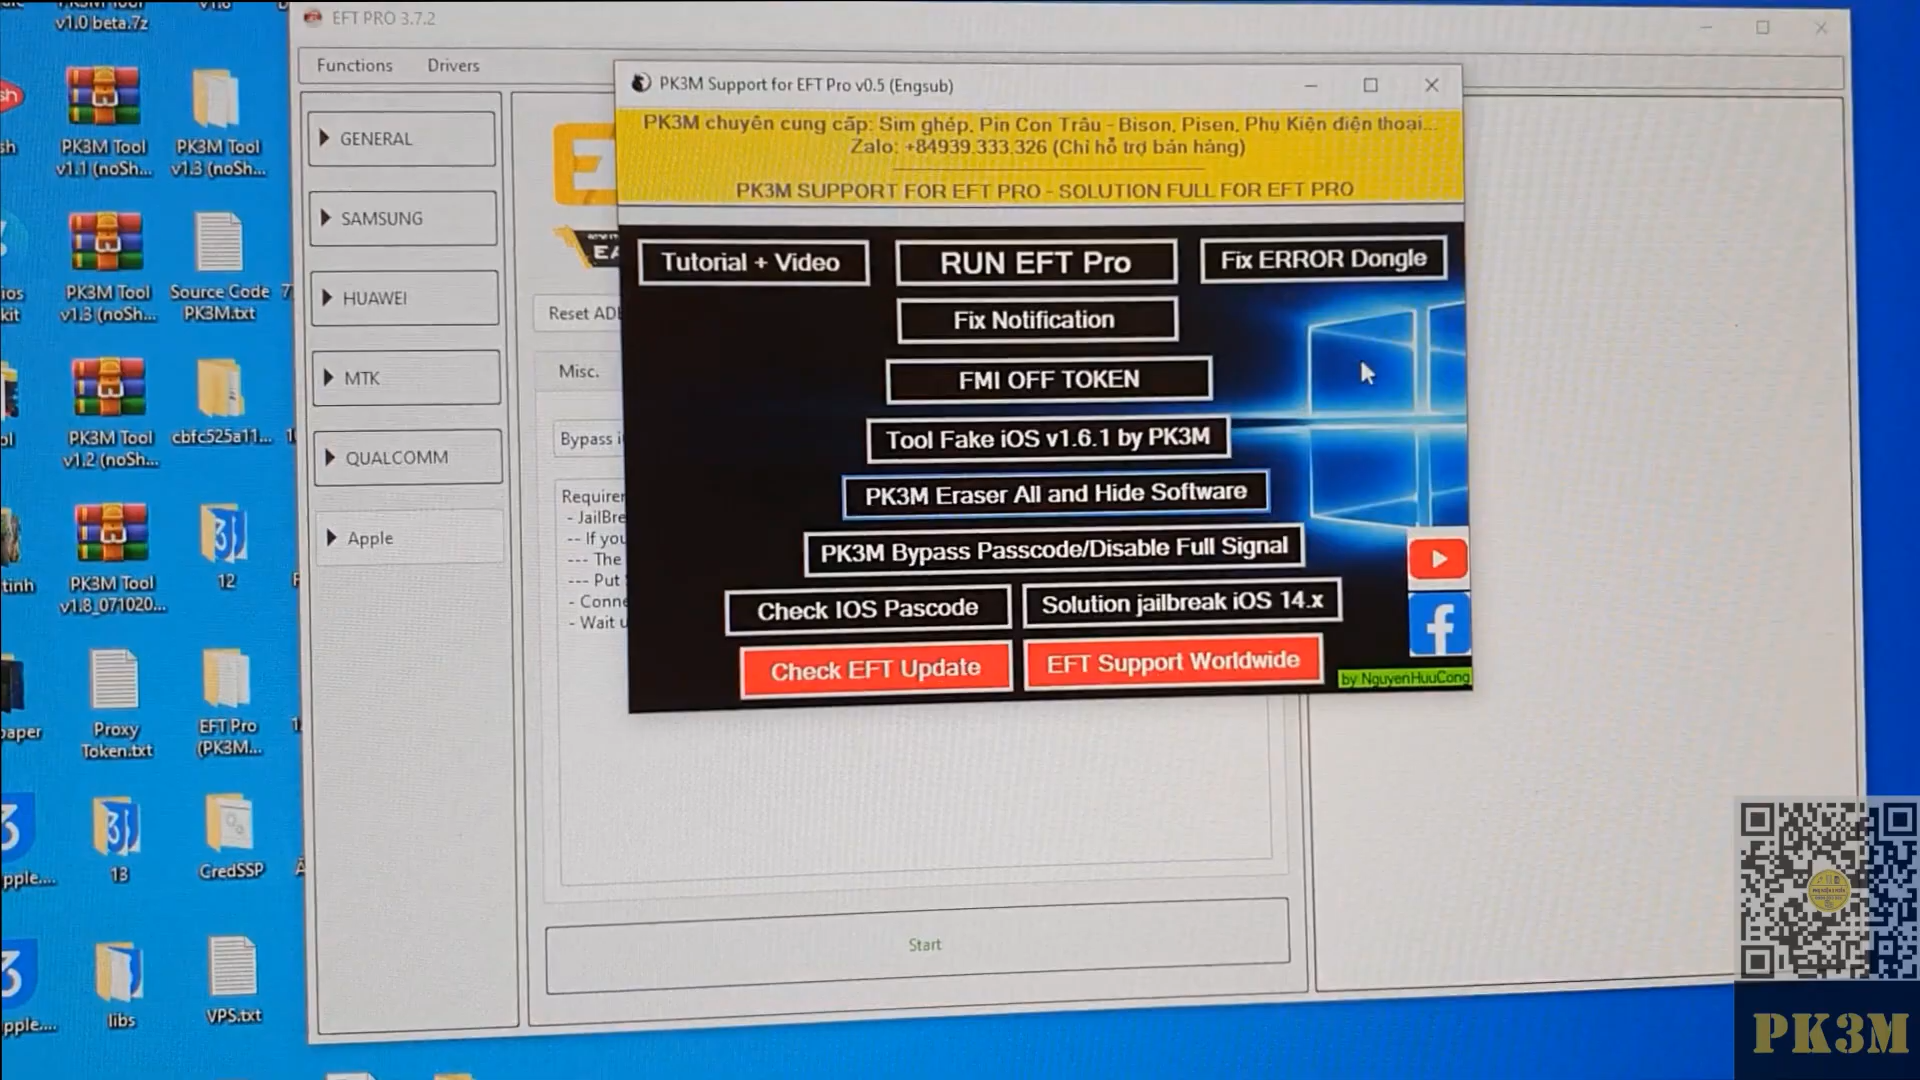 v1.0 beta.7z
EFT PRO 3.7.2
Functions
Drivers
GENERAL
SAMSUNG
HUAWEI
MTK
QUALCOMM
Apple
Misc.
- JailBre
-- If you
--- The
--- Put
- Wait u
Start
PK3M Support for EFT Pro v0.5 (Engsub)
PK3M chuyên cung cấp: Sim ghép, Pin Con Trâu - Bison, Pisen, Phụ Kiện điện thoại...
Zalo: +84939.333.326 (Chỉ hỗ trợ bán hàng)
PK3M SUPPORT FOR EFT PRO - SOLUTION FULL FOR EFT PRO
Tutorial + Video
RUN EFT Pro
Fix ERROR Dongle
Fix Notification
FMI OFF TOKEN
Tool Fake iOS v1.6.1 by PK3M
PK3M Eraser All and Hide Software
PK3M Bypass Passcode/Disable Full Signal
Check IOS Pascode
Solution jailbreak iOS 14.x
Check EFT Update
EFT Support Worldwide
by NguyenHuuCong
PK3M Tool
v1.1 (noSh...
PK3M Tool
v1.3 (noSh...
PK3M Tool
v1.3 (noSh...
Source Code
PK3M.txt
PK3M Tool
v1.2 (noSh...
cbfc525a11...
PK3M Tool
v1.8_071020...
12
Proxy
Token.txt
EFT Pro
(PK3M...
13
CredSSP
libs
VPS.txt
PK3M